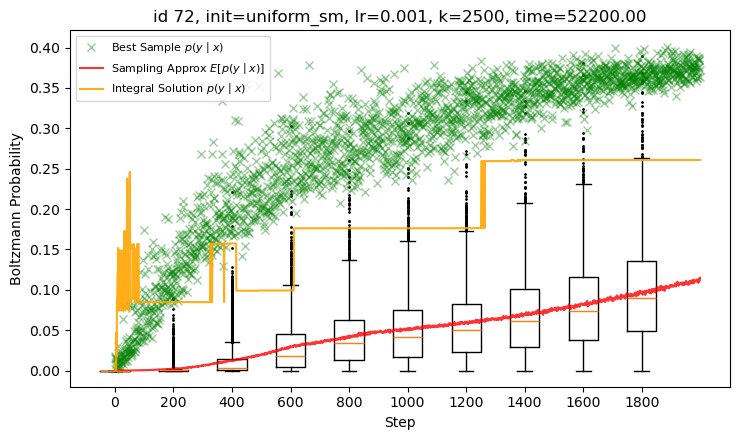 id 72, init=uniform_sm, lr=0.001, k=2500, time=52200.00
Best Sample p(y | x)
Sampling Approx E[p(y | x)]
Integral Solution p(y | x)
Boltzmann Probability
0.40
0.35
0.30
0.25
0.20
0.15
0.10
0.05
0.00
0 200 400 600 800 1000 1200 1400 1600 1800
Step